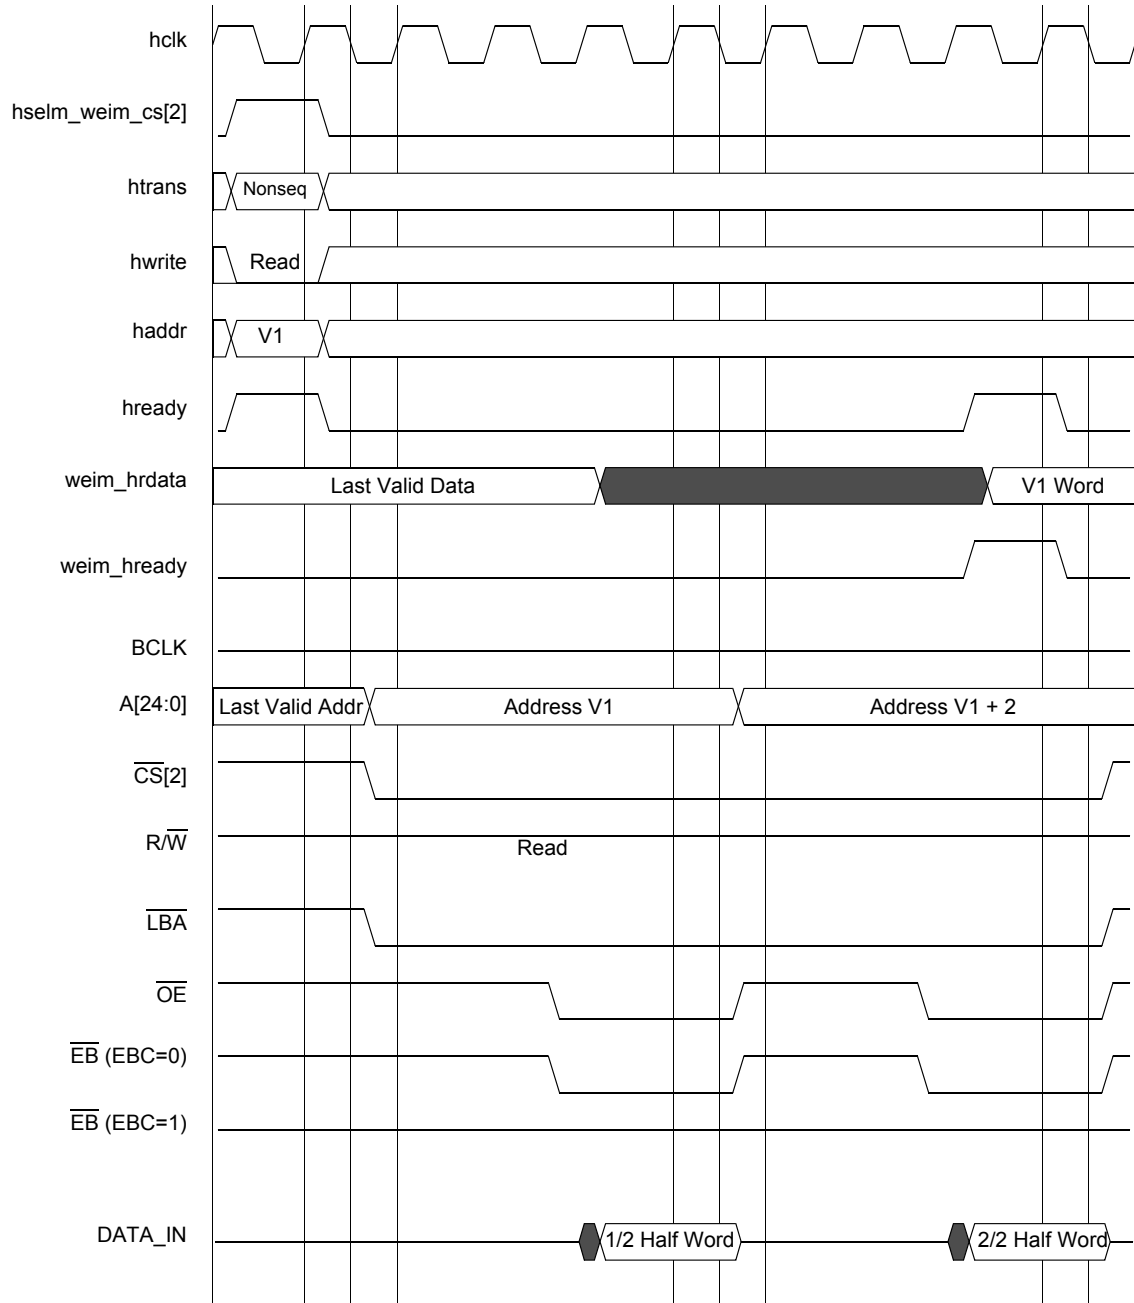 hclk
hselm_weim_cs[2]
htrans Nonseq
hwrite Read
haddr V1
hready
weim_hrdata Last Valid Data V1 Word
weim_hready
BCLK
A[24:0] Last Valid Addr Address V1 Address V1 + 2
CS[2]
R/W
Read
LBA
OE
EB (EBC=0)
EB (EBC=1)
DATA_IN 1/2 Half Word 2/2 Half Word